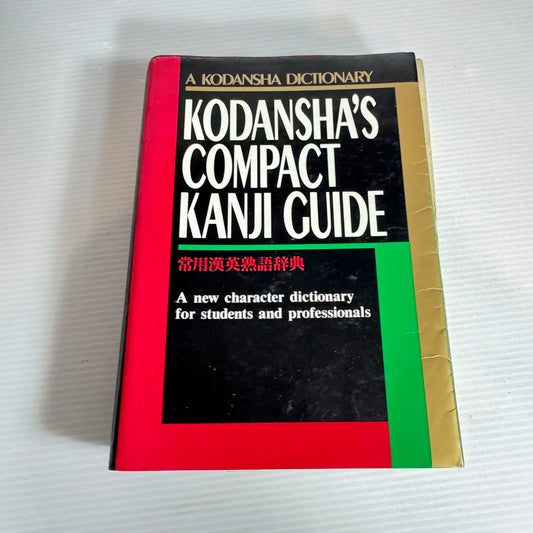 A KODANSHA DICTIONARY
KODANSHA'S
COMPACT
KANJI GUIDE
常用漢英熟語辞典
A new character dictionary
for students and professionals